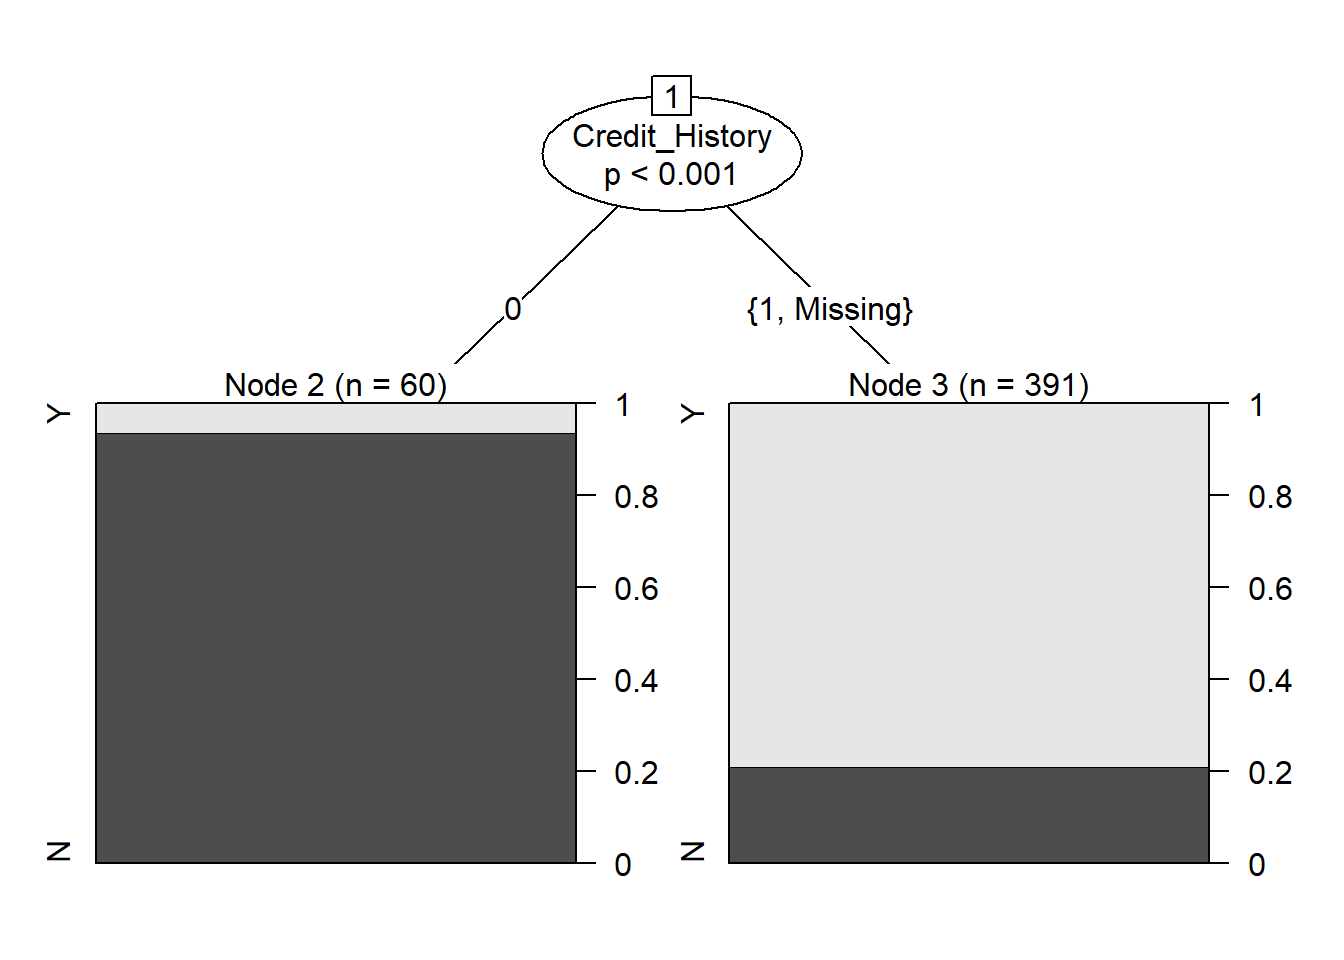 1
Credit_History
p < 0.001
0
{1, Missing}
Node 2 (n = 60)
Y
N
1
0.8
0.6
0.4
0.2
0
Node 3 (n = 391)
Y
N
1
0.8
0.6
0.4
0.2
0